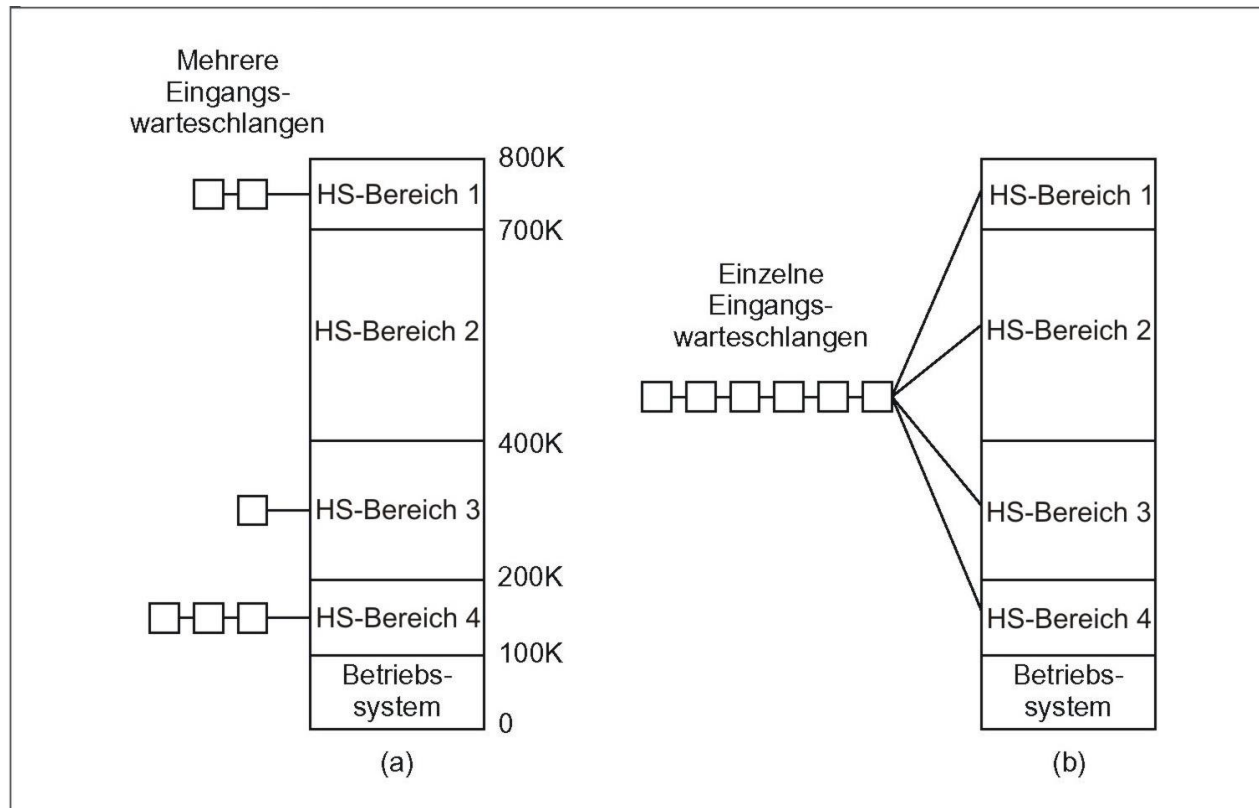 Mehrere
Eingangs-
warteschlangen
800K
HS-Bereich 1
700K
HS-Bereich 2
400K
HS-Bereich 3
200K
HS-Bereich 4
100K
Betriebs-
system
0
(a)
Einzelne
Eingangs-
warteschlangen
HS-Bereich 1
HS-Bereich 2
HS-Bereich 3
HS-Bereich 4
Betriebs-
system
(b)